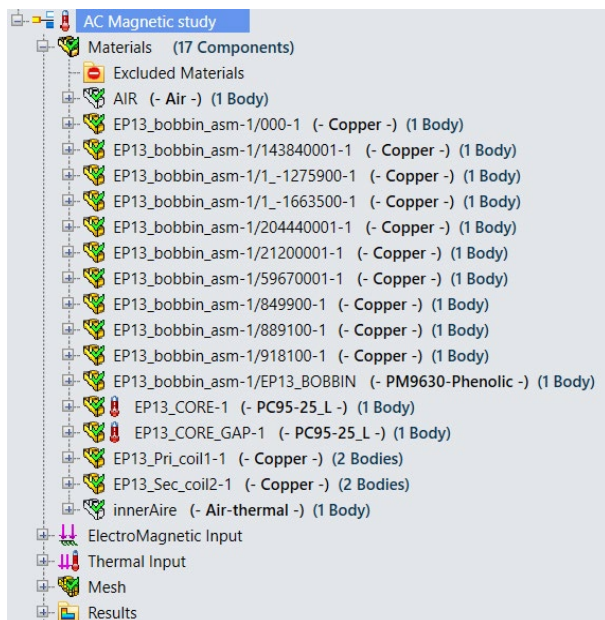 AC Magnetic study
Materials (17 Components)
Excluded Materials
AIR (- Air -) (1 Body)
EP13_bobbin_asm-1/000-1 (- Copper -) (1 Body)
EP13_bobbin_asm-1/143840001-1 (- Copper -) (1 Body)
EP13_bobbin_asm-1/1_-1275900-1 (- Copper -) (1 Body)
EP13_bobbin_asm-1/1_-1663500-1 (- Copper -) (1 Body)
EP13_bobbin_asm-1/204440001-1 (- Copper -) (1 Body)
EP13_bobbin_asm-1/21200001-1 (- Copper -) (1 Body)
EP13_bobbin_asm-1/59670001-1 (- Copper -) (1 Body)
EP13_bobbin_asm-1/849900-1 (- Copper -) (1 Body)
EP13_bobbin_asm-1/889100-1 (- Copper -) (1 Body)
EP13_bobbin_asm-1/918100-1 (- Copper -) (1 Body)
EP13_bobbin_asm-1/EP13_BOBBIN (- PM9630-Phenolic -) (1 Body)
EP13_CORE-1 (- PC95-25_L -) (1 Body)
EP13_CORE_GAP-1 (- PC95-25_L -) (1 Body)
EP13_Pri_coil1-1 (- Copper -) (2 Bodies)
EP13_Sec_coil2-1 (- Copper -) (2 Bodies)
innerAire (- Air-thermal -) (1 Body)
ElectroMagnetic Input
Thermal Input
Mesh
Results